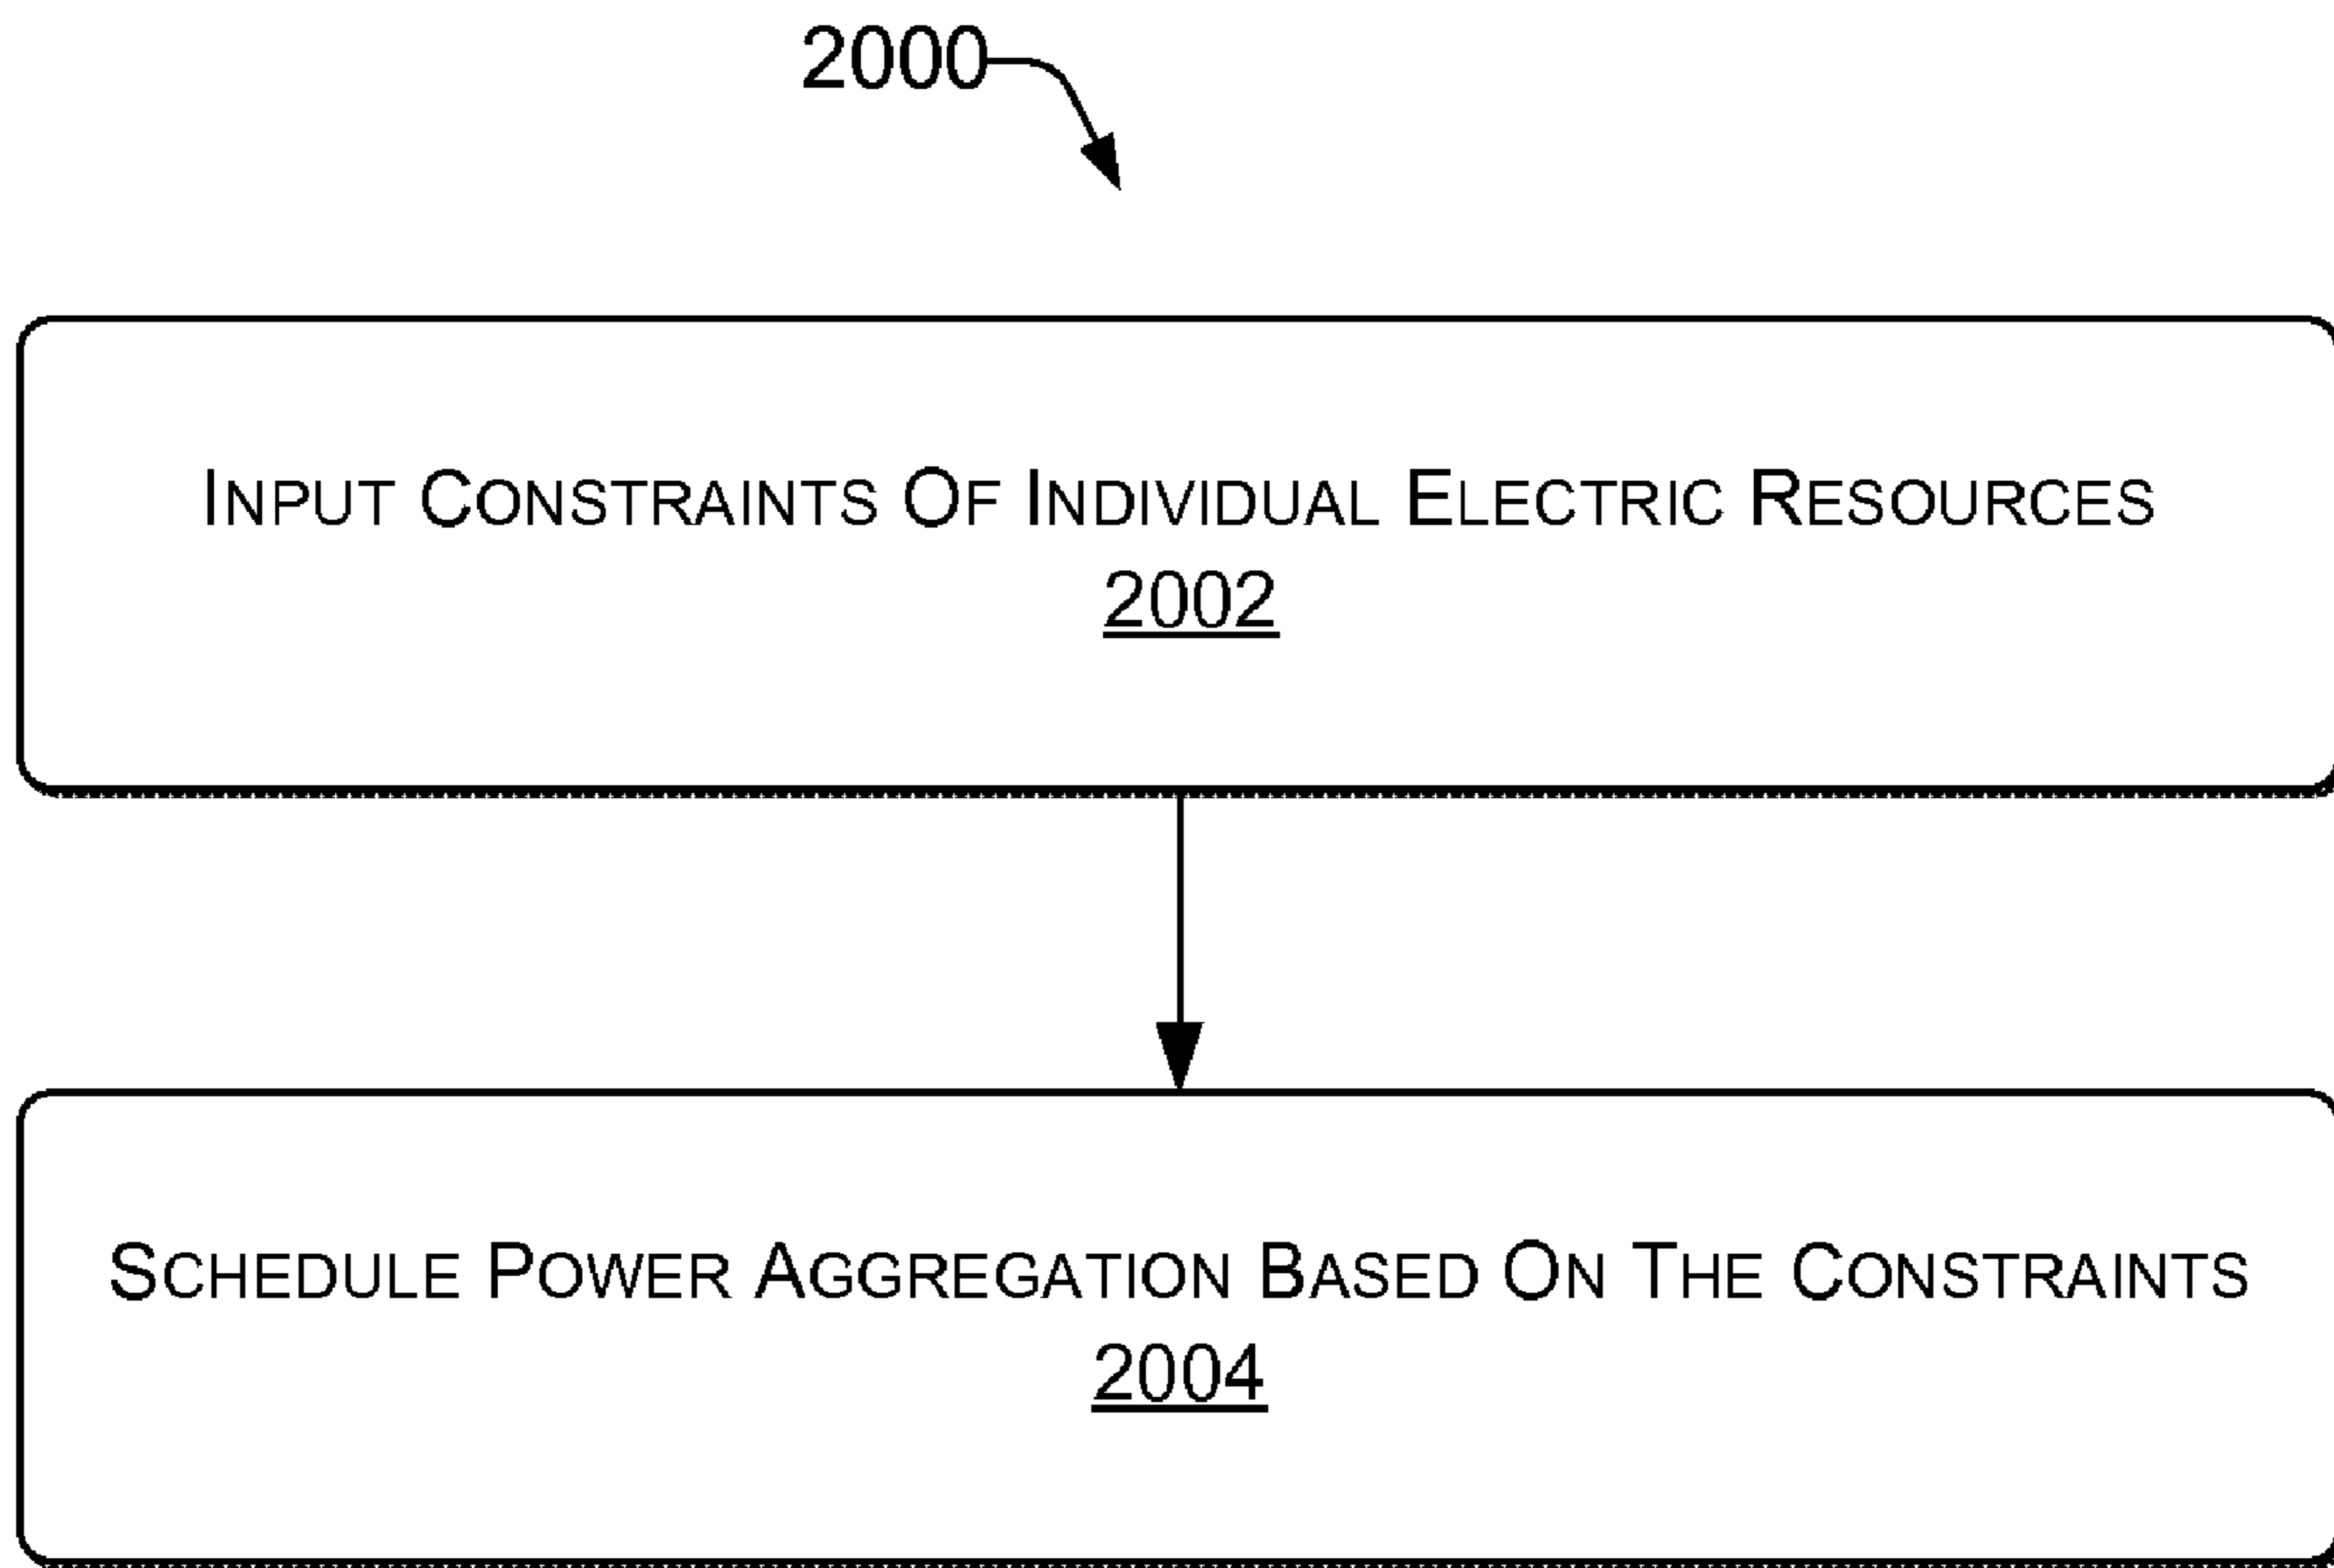 2000
INPUT CONSTRAINTS OF INDIVIDUAL ELECTRIC RESOURCES
2002
SCHEDULE POWER AGGREGATION BASED ON THE CONSTRAINTS
2004